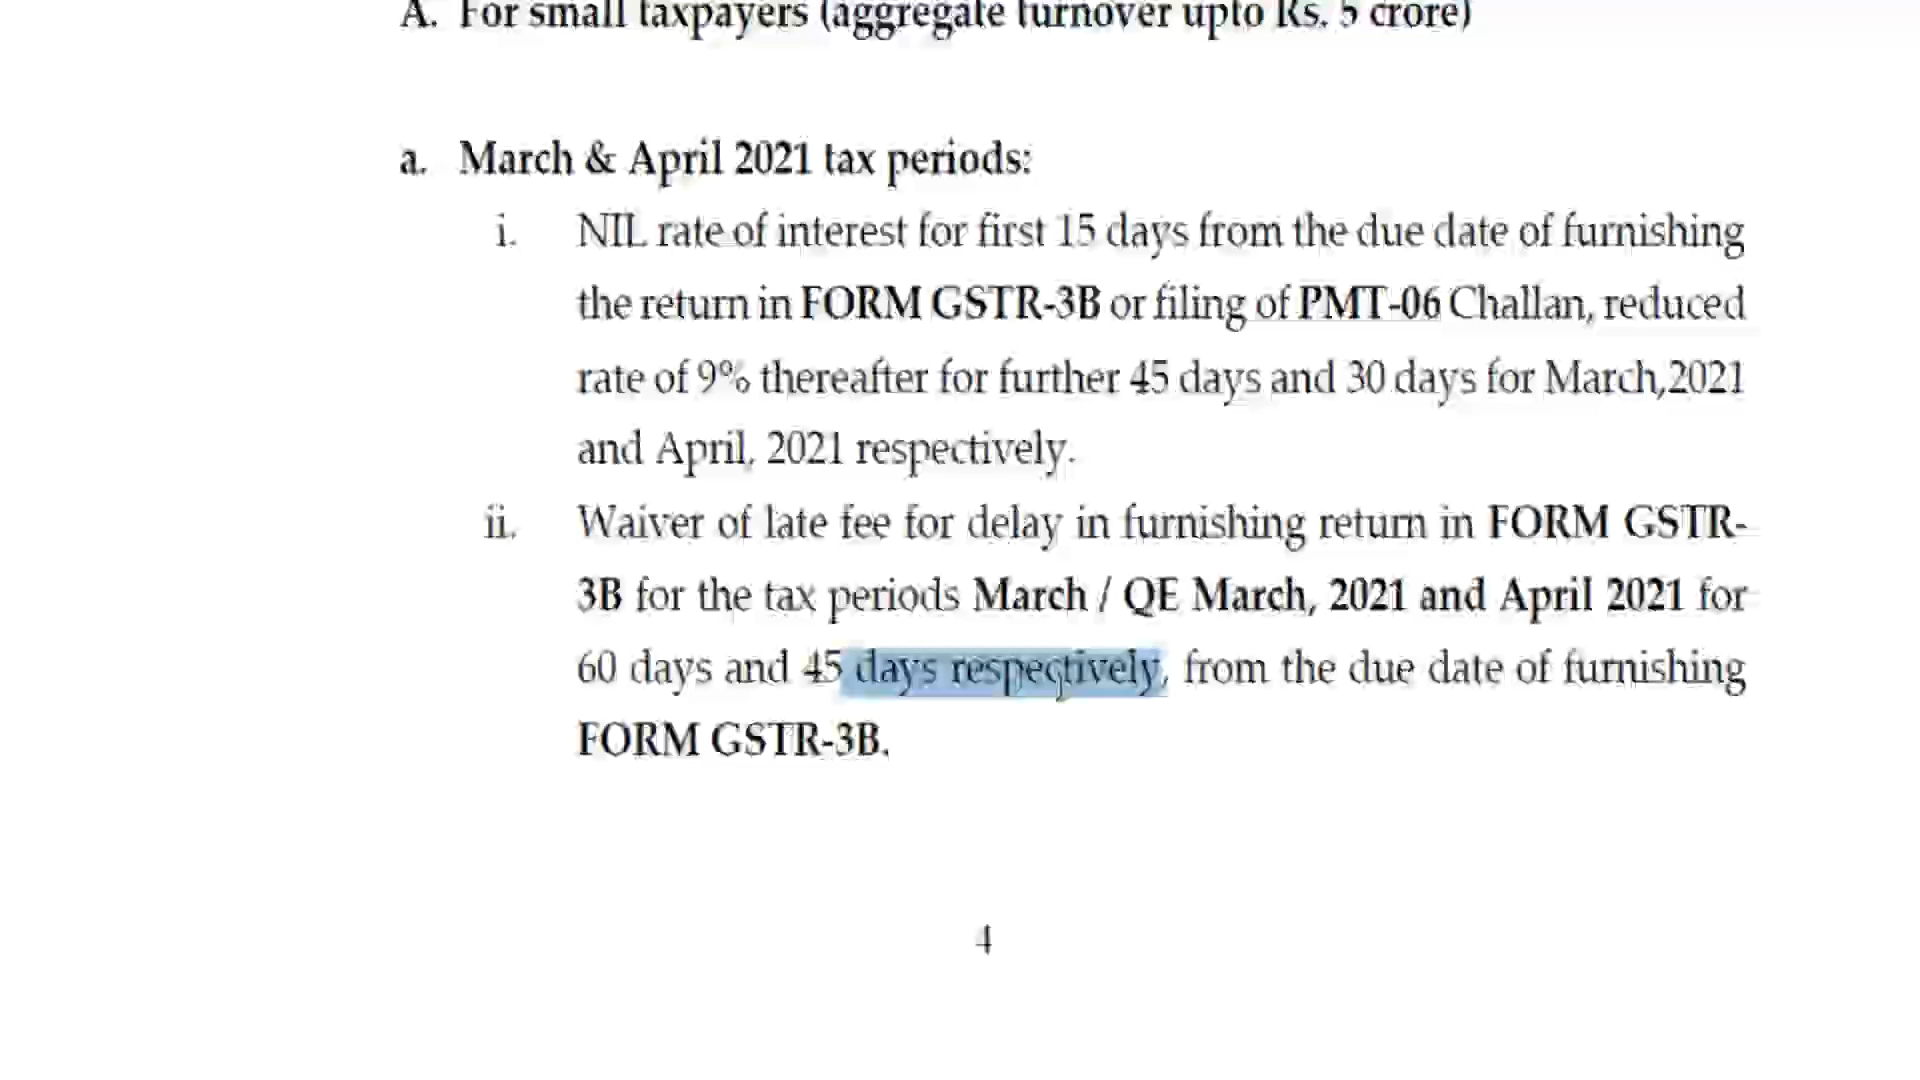 A. For small taxpayers (aggregate turnover upto Rs. 5 crore)
a. March & April 2021 tax periods:
i. NIL rate of interest for first 15 days from the due date of furnishing
the return in FORM GSTR-3B or filing of PMT-06 Challan, reduced
rate of 9% thereafter for further 45 days and 30 days for March,2021
and April, 2021 respectively.
ii. Waiver of late fee for delay in furnishing return in FORM GSTR-
3B for the tax periods March / QE March, 2021 and April 2021 for
60 days and 45 days respectively, from the due date of furnishing
FORM GSTR-3B.
4